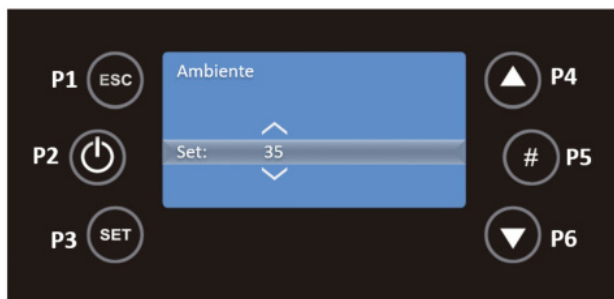 Ambiente
P1 ESC
P4
P2 Set: 35
# P5
P3 SET
P6